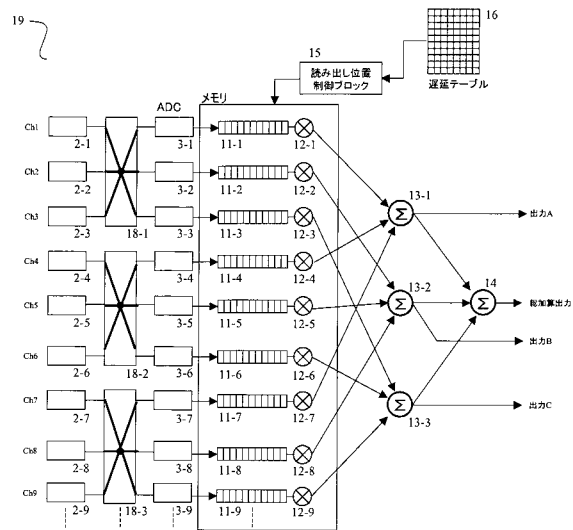 19
16
15
読み出し位置
制御ブロック
遅延テーブル
ADC
メモリ
Ch1
2-1
3-1
11-1
12-1
Ch2
2-2
3-2
11-2
12-2
13-1
Ch3
2-3
18-1
3-3
11-3
12-3
Σ
出力A
Ch4
2-4
3-4
11-4
12-4
13-2
14
Ch5
2-5
3-5
11-5
12-5
Σ
Σ
総加算出力
出力B
Ch6
2-6
18-2
3-6
11-6
12-6
Ch7
2-7
3-7
11-7
12-7
Σ
出力C
13-3
Ch8
2-8
3-8
11-8
12-8
Ch9
2-9
18-3
3-9
11-9
12-9